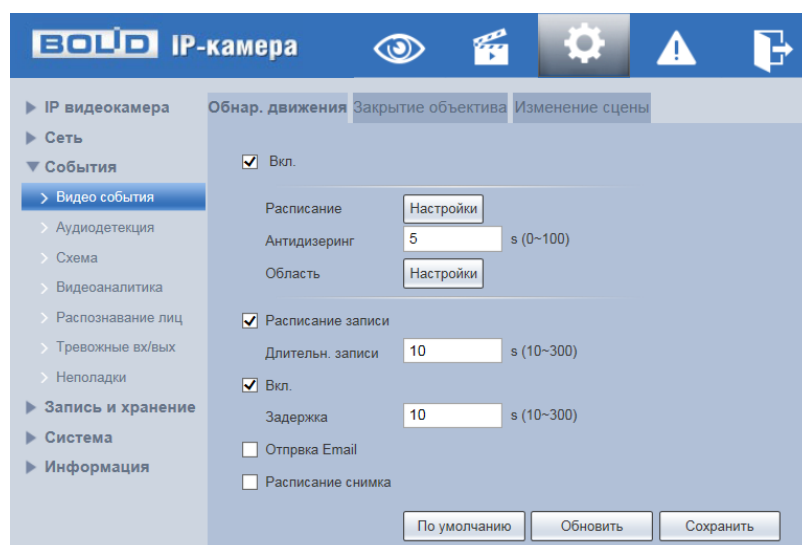 BOLID IP-камера
IP видеокамера
Сеть
События
Видео события
Аудиодетекция
Схема
Видеоаналитика
Распознавание лиц
Тревожные вх/вых
Неполадки
Запись и хранение
Система
Информация
Обнар. движения Закрытие объектива Изменение сцены
Вкл.
Расписание Настройки
Антидизеринг 5 s (0~100)
Область Настройки
Расписание записи
Длительн. записи 10 s (10~300)
Вкл.
Задержка 10 s (10~300)
Отпрвка Email
Расписание снимка
По умолчанию Обновить Сохранить